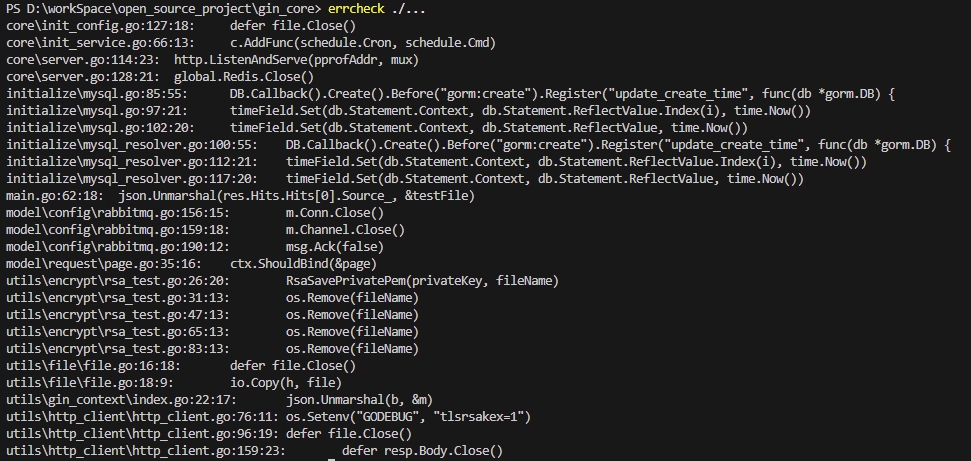 PS D:\workSpace\open_source_project\gin_core> errcheck ./...
core\init_config.go:127:18:      defer file.Close()
core\init_service.go:66:13:      c.AddFunc(schedule.Cron, schedule.Cmd)
core\server.go:114:23:  http.ListenAndServe(pprofAddr, mux)
core\server.go:128:21:  global.Redis.Close()
initialize\mysql.go:85:55:      DB.Callback().Create().Before("gorm:create").Register("update_create_time", func(db *gorm.DB) {
initialize\mysql.go:97:21:      timeField.Set(db.Statement.Context, db.Statement.ReflectValue.Index(i), time.Now())
initialize\mysql.go:102:20:     timeField.Set(db.Statement.Context, db.Statement.ReflectValue, time.Now())
initialize\mysql_resolver.go:100:55:    DB.Callback().Create().Before("gorm:create").Register("update_create_time", func(db *gorm.DB) {
initialize\mysql_resolver.go:112:21:    timeField.Set(db.Statement.Context, db.Statement.ReflectValue.Index(i), time.Now())
initialize\mysql_resolver.go:117:20:    timeField.Set(db.Statement.Context, db.Statement.ReflectValue, time.Now())
main.go:62:18:  json.Unmarshal(res.Hits.Hits[0].Source_, &testFile)
model\config\rabbitmq.go:156:15:        m.Conn.Close()
model\config\rabbitmq.go:159:18:        m.Channel.Close()
model\config\rabbitmq.go:190:12:        msg.Ack(false)
model\request\page.go:35:16:    ctx.ShouldBind(&page)
utils\encrypt\rsa_test.go:26:20:        RsaSavePrivatePem(privateKey, fileName)
utils\encrypt\rsa_test.go:31:13:        os.Remove(fileName)
utils\encrypt\rsa_test.go:47:13:        os.Remove(fileName)
utils\encrypt\rsa_test.go:65:13:        os.Remove(fileName)
utils\encrypt\rsa_test.go:83:13:        os.Remove(fileName)
utils\file\file.go:16:18:       defer file.Close()
utils\file\file.go:18:9:        io.Copy(h, file)
utils\gin_context\index.go:22:17:       json.Unmarshal(b, &m)
utils\http_client\http_client.go:76:11: os.Setenv("GODEBUG", "tlsrsakex=1")
utils\http_client\http_client.go:96:19: defer file.Close()
utils\http_client\http_client.go:159:23:        defer resp.Body.Close()